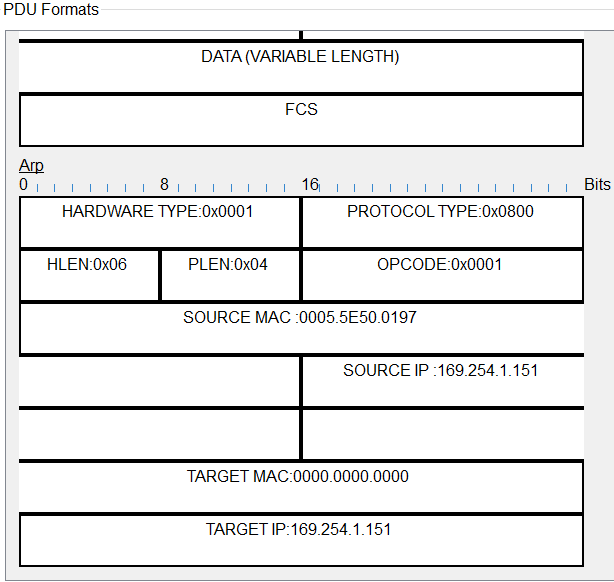 PDU Formats
DATA (VARIABLE LENGTH)
FCS
Arp
0 8 16 Bits
HARDWARE TYPE:0x0001 PROTOCOL TYPE:0x0800
HLEN:0x06 PLEN:0x04 OPCODE:0x0001
SOURCE MAC :0005.5E50.0197
SOURCE IP :169.254.1.151
TARGET MAC:0000.0000.0000
TARGET IP:169.254.1.151